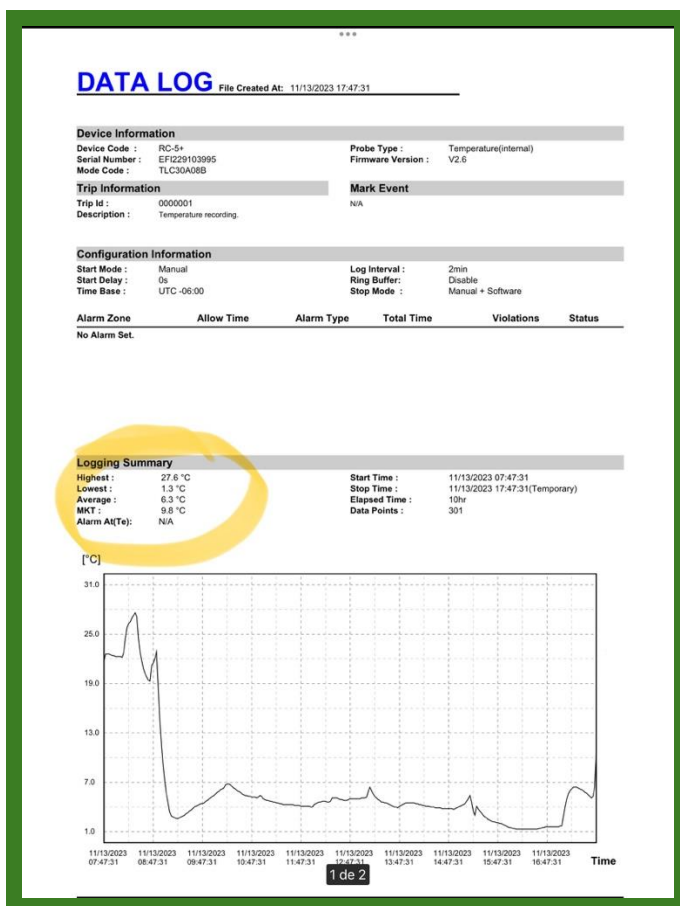 DATA LOG File Created At: 11/13/2023 17:47:31
Device Information
Device Code : RC-5+ Probe Type : Temperature(internal)
Serial Number : EFI229103995 Firmware Version : V2.6
Mode Code : TLC30A08B
Trip Information Mark Event
Trip Id : 0000001 N/A
Description : Temperature recording.
Configuration Information
Start Mode : Manual Log Interval : 2min
Start Delay : 0s Ring Buffer: Disable
Time Base : UTC -06:00 Stop Mode : Manual + Software
Alarm Zone Allow Time Alarm Type Total Time Violations Status
No Alarm Set.
Logging Summary
Highest : 27.6 °C Start Time : 11/13/2023 07:47:31
Lowest : 1.3 °C Stop Time : 11/13/2023 17:47:31(Temporary)
Average : 6.3 °C Elapsed Time : 10hr
MKT : 9.8 °C Data Points : 301
Alarm At(Te): N/A
[°C]
31.0
25.0
19.0
13.0
7.0
1.0
11/13/2023 11/13/2023 11/13/2023 11/13/2023 11/13/2023 11/13/2023 11/13/2023 11/13/2023 11/13/2023 11/13/2023
07:47:31 08:47:31 09:47:31 10:47:31 11:47:31 12:47:31 13:47:31 14:47:31 15:47:31 16:47:31 Time
1 de 2